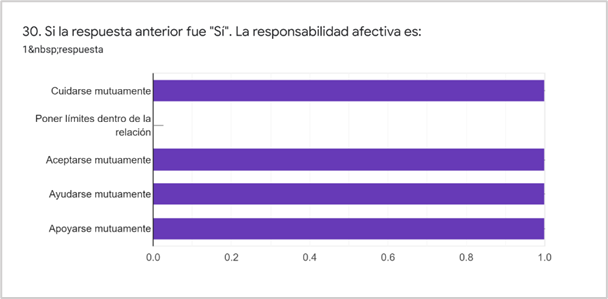 30. Si la respuesta anterior fue "Sí". La responsabilidad afectiva es:
1&nbsp;respuesta
Cuidarse mutuamente
Poner límites dentro de la
relación
Aceptarse mutuamente
Ayudarse mutuamente
Apoyarse mutuamente
0.0 0.2 0.4 0.6 0.8 1.0